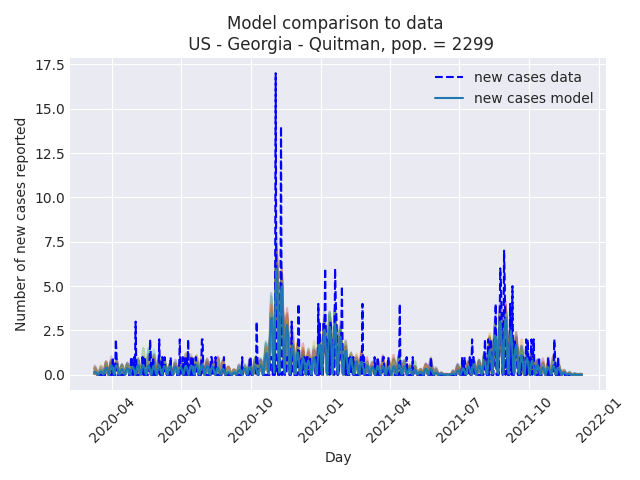 Model comparison to data
US - Georgia - Quitman, pop. = 2299
17.5
15.0
12.5
10.0
7.5
5.0
2.5
0.0
Number of new cases reported
new cases data
new cases model
2020-04
2020-07
2020-10
2021-01
2021-04
2021-07
2021-10
2022-01
Day